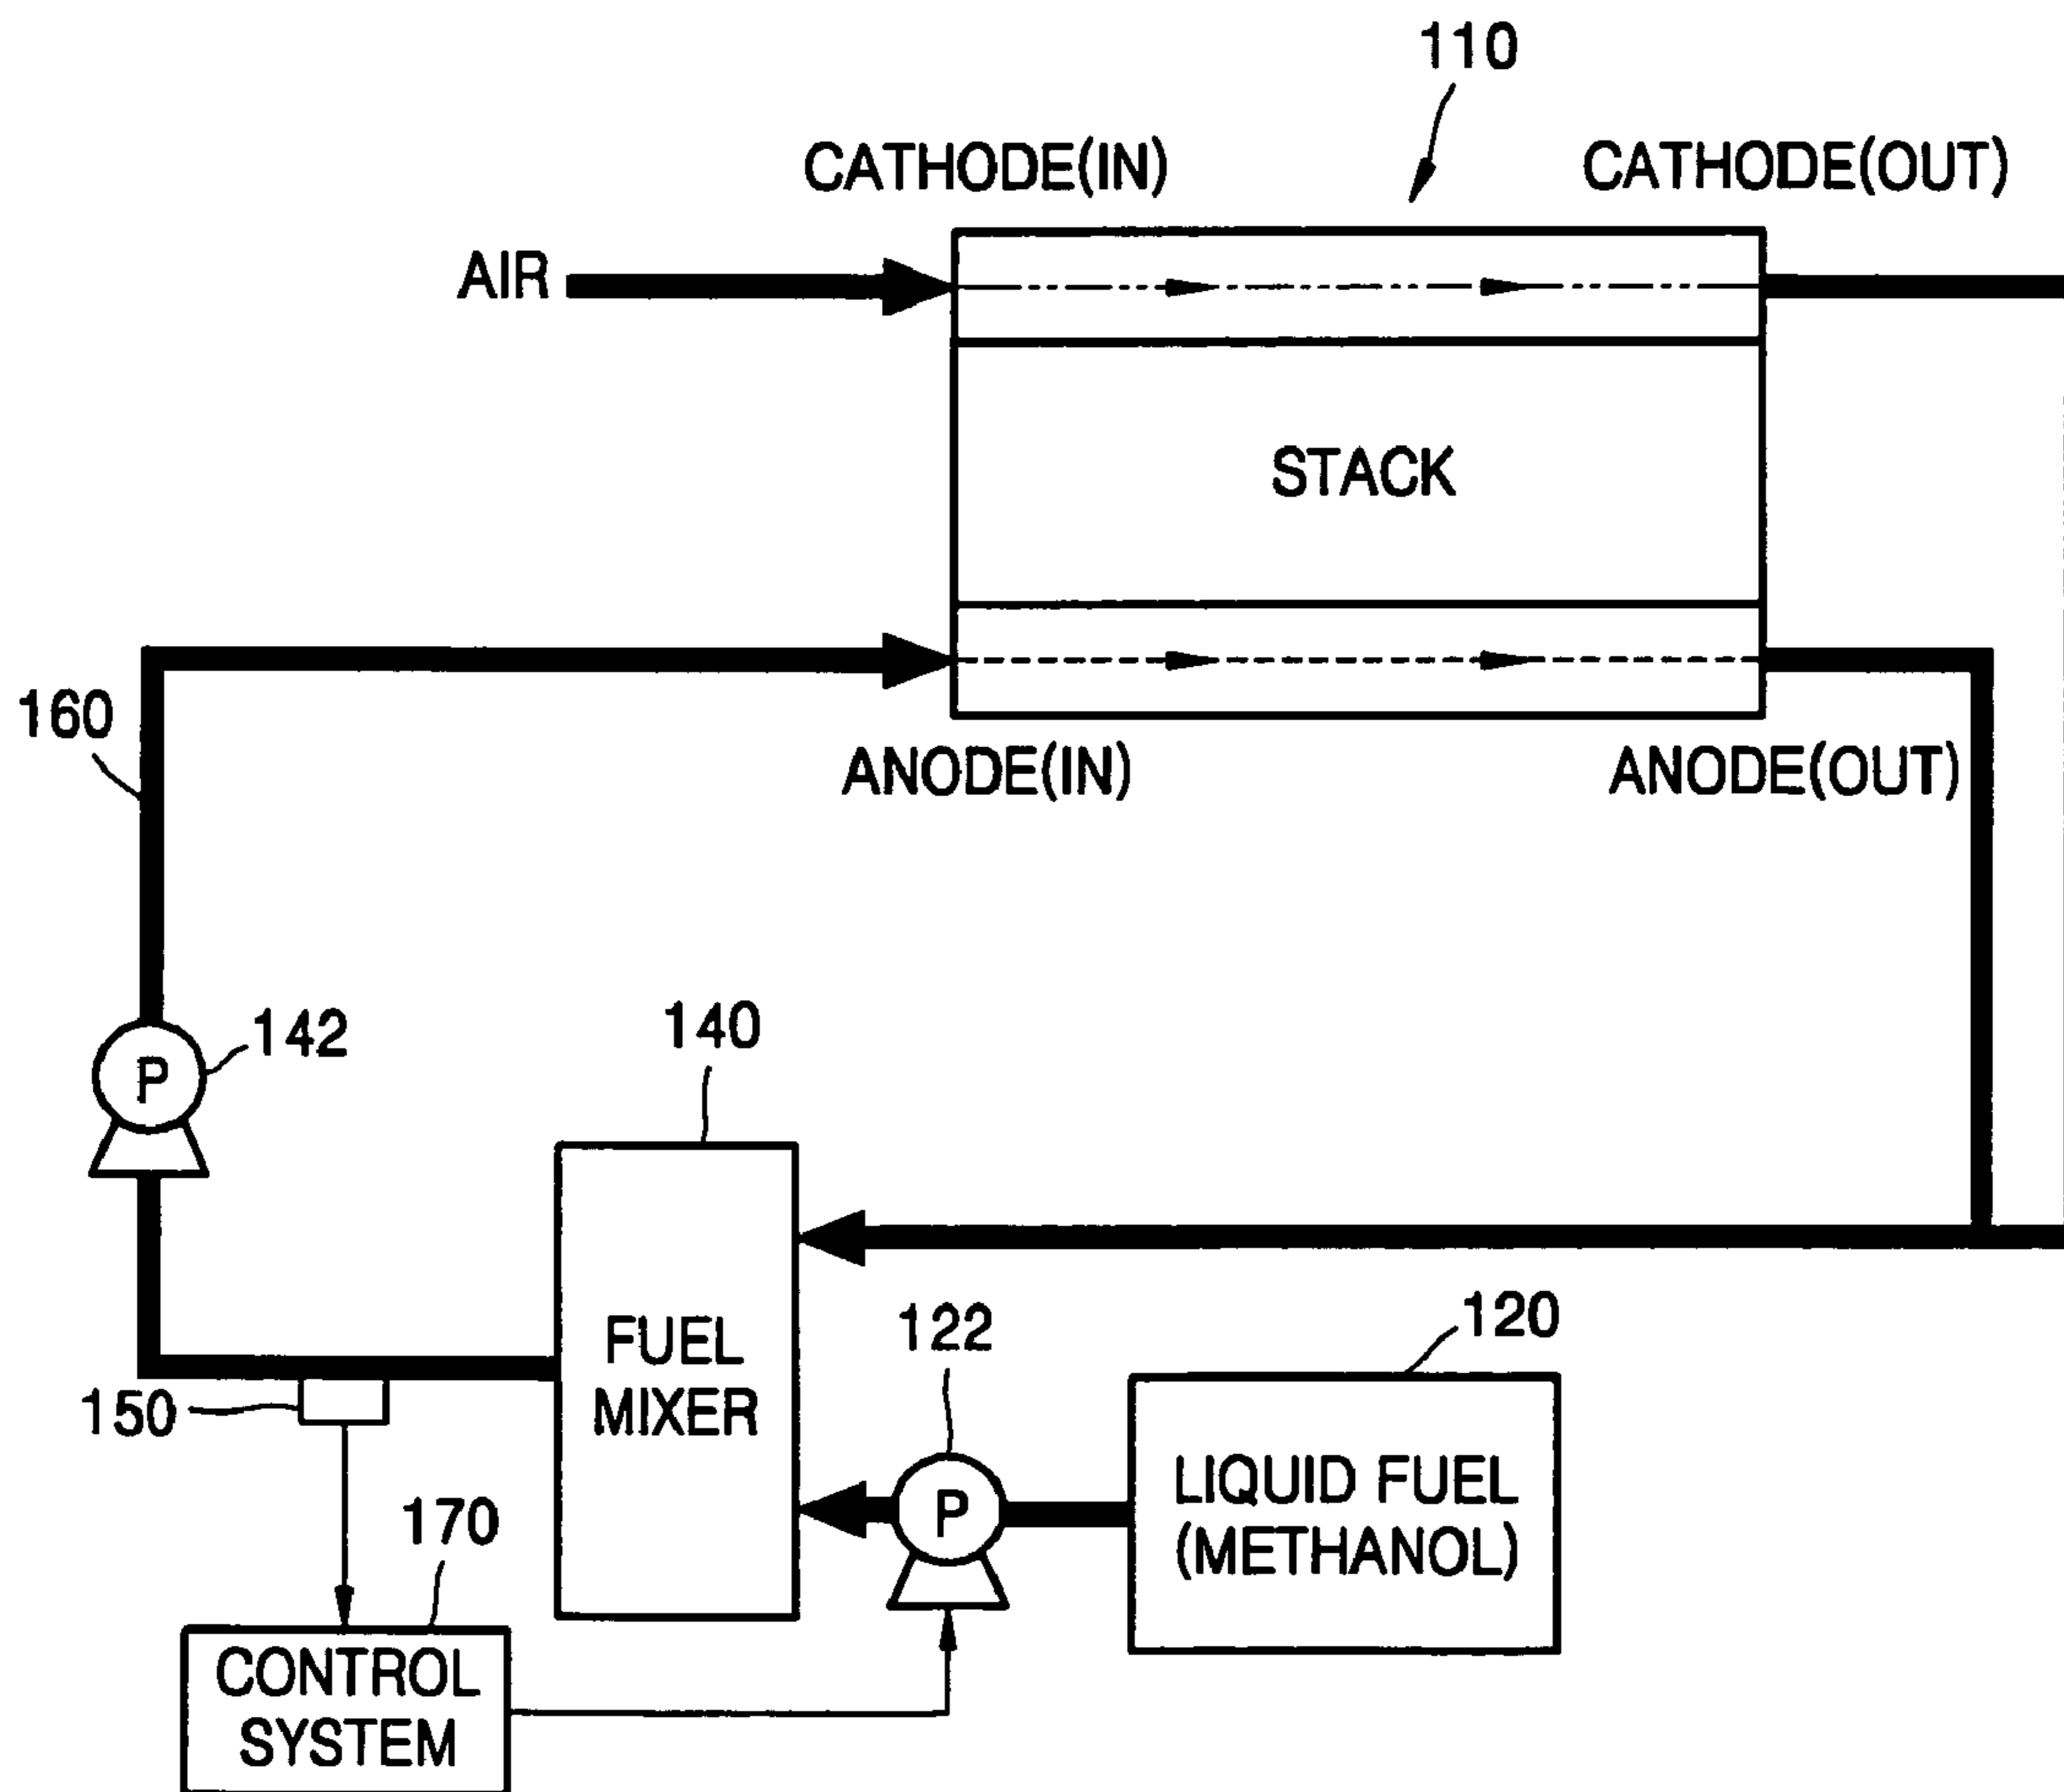 110
CATHODE(IN)
CATHODE(OUT)
AIR
STACK
160
ANODE(IN)
ANODE(OUT)
142
P
140
FUEL
MIXER
122
120
150
P
LIQUID FUEL
(METHANOL)
170
CONTROL
SYSTEM